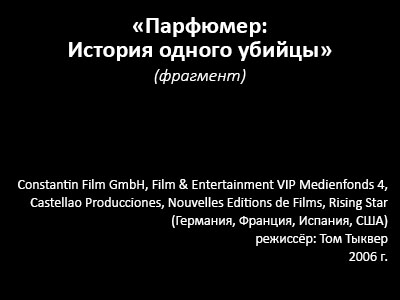 «Парфюмер:
История одного убийцы»
(фрагмент)
Constantin Film GmbH, Film & Entertainment VIP Medienfonds 4,
Castellao Producciones, Nouvelles Editions de Films, Rising Star
(Германия, Франция, Испания, США)
режиссёр: Том Тыквер
2006 г.